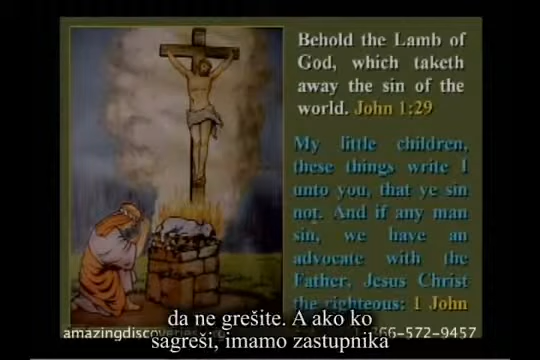 Behold the Lamb of
God, which taketh
away the sin of the
world. John 1:29
My little children,
these things write I
unto you, that ye sin
not. And if any man
sin, we have an
advocate with the
Father, Jesus Christ
the righteous: 1 John
da ne grešite. A ako ko
sagreši, imamo zastupnika
amazingdiscoveries
866-572-9457